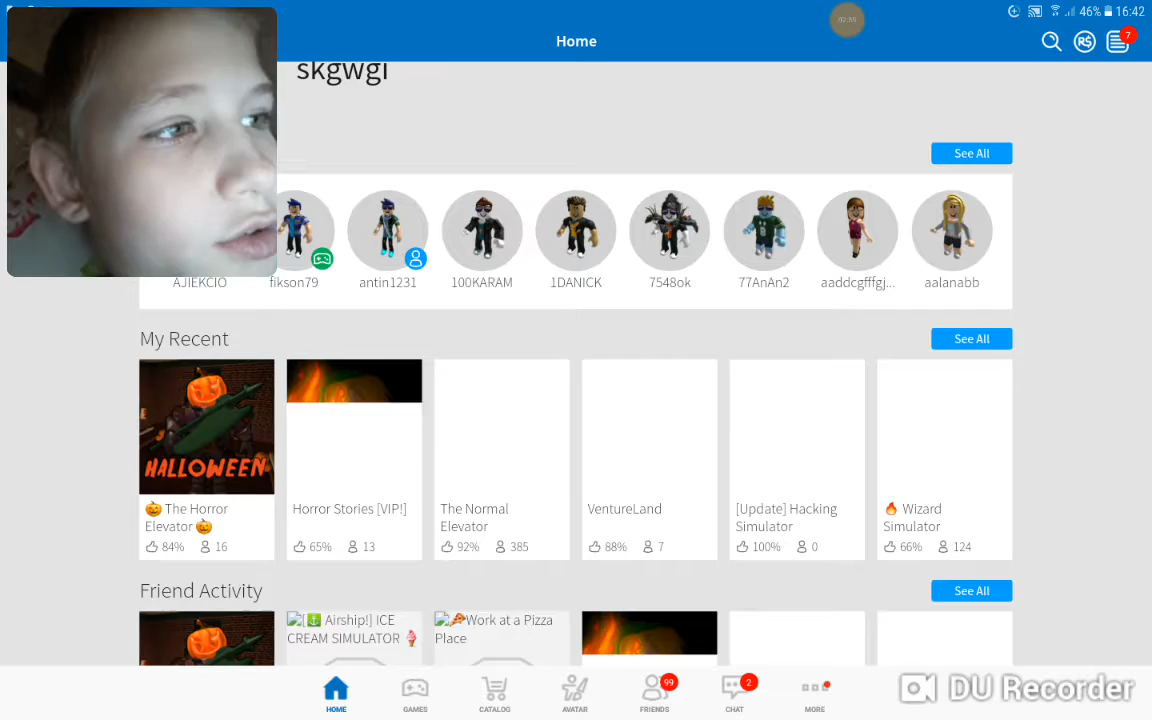 46% 16:42
Home
R$
7
skgwgi
See All
AJIEKCIO
fikson79
antin1231
100KARAM
1DANICK
7548ok
77AnAn2
aaddcgfffgj...
aalanabb
My Recent
See All
HALLOWEEN
🎃 The Horror
Elevator 🎃
84% 16
Horror Stories [VIP!]
65% 13
The Normal
Elevator
92% 385
VentureLand
88% 7
[Update] Hacking
Simulator
100% 0
🔥 Wizard
Simulator
66% 124
Friend Activity
See All
[⚓ Airship!] ICE
CREAM SIMULATOR 🍧
🍕Work at a Pizza
Place
HOME
GAMES
CATALOG
AVATAR
99
FRIENDS
2
CHAT
MORE
DU Recorder